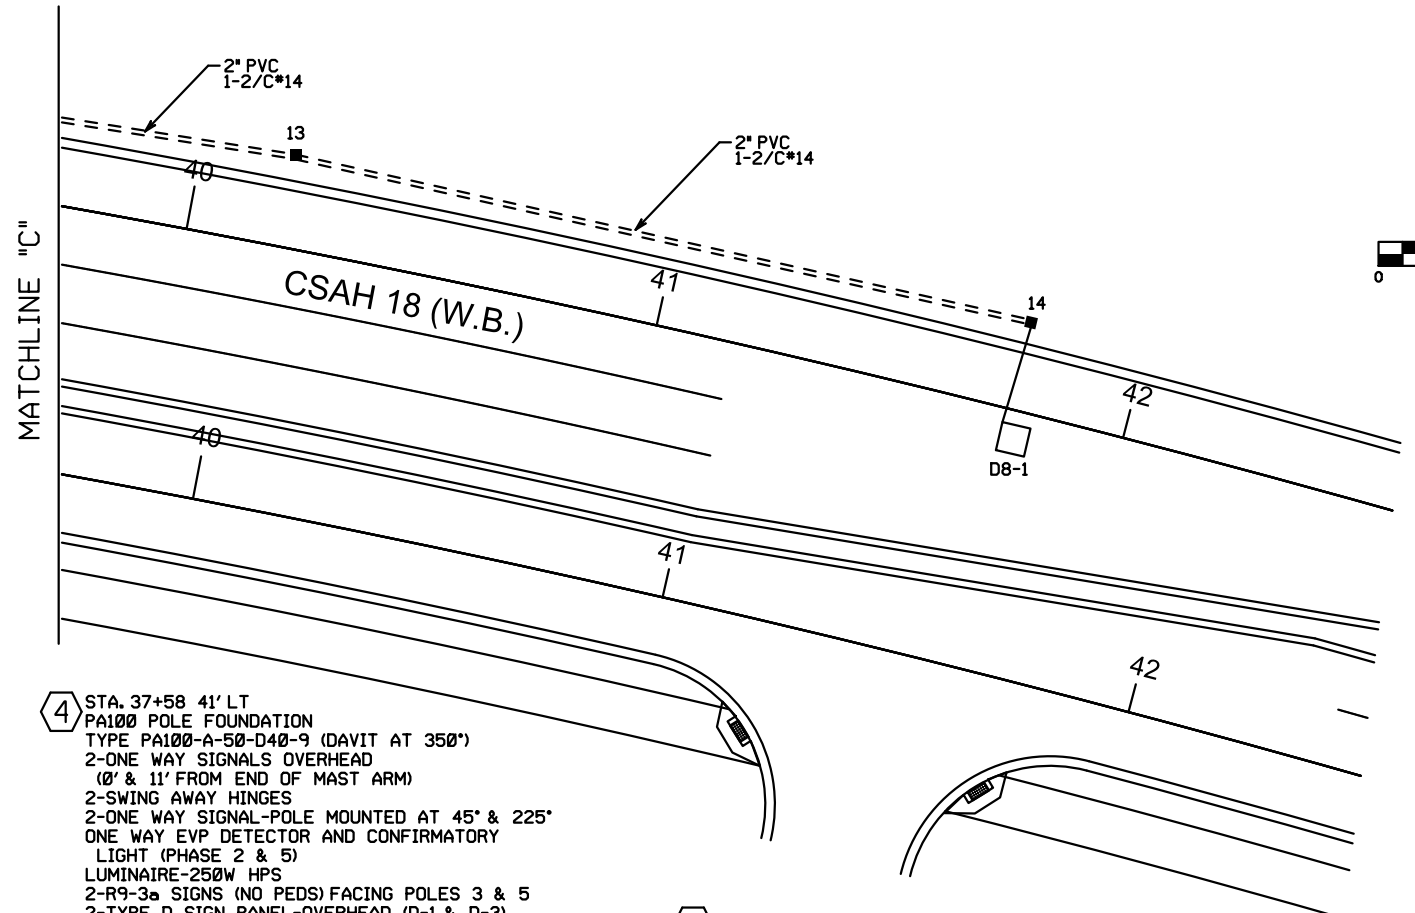 2" PVC
1-2/C#14
13
2" PVC
1-2/C#14
40
41
14
0
CSAH 18 (W.B.)
MATCHLINE "C"
42
40
D8-1
41
42
4
STA. 37+58 41' LT
PA100 POLE FOUNDATION
TYPE PA100-A-50-D40-9 (DAVIT AT 350°)
2-ONE WAY SIGNALS OVERHEAD
(0' & 11' FROM END OF MAST ARM)
2-SWING AWAY HINGES
2-ONE WAY SIGNAL-POLE MOUNTED AT 45° & 225°
ONE WAY EVP DETECTOR AND CONFIRMATORY
LIGHT (PHASE 2 & 5)
LUMINAIRE-250W HPS
2-R9-3a SIGNS (NO PEDS) FACING POLES 3 & 5